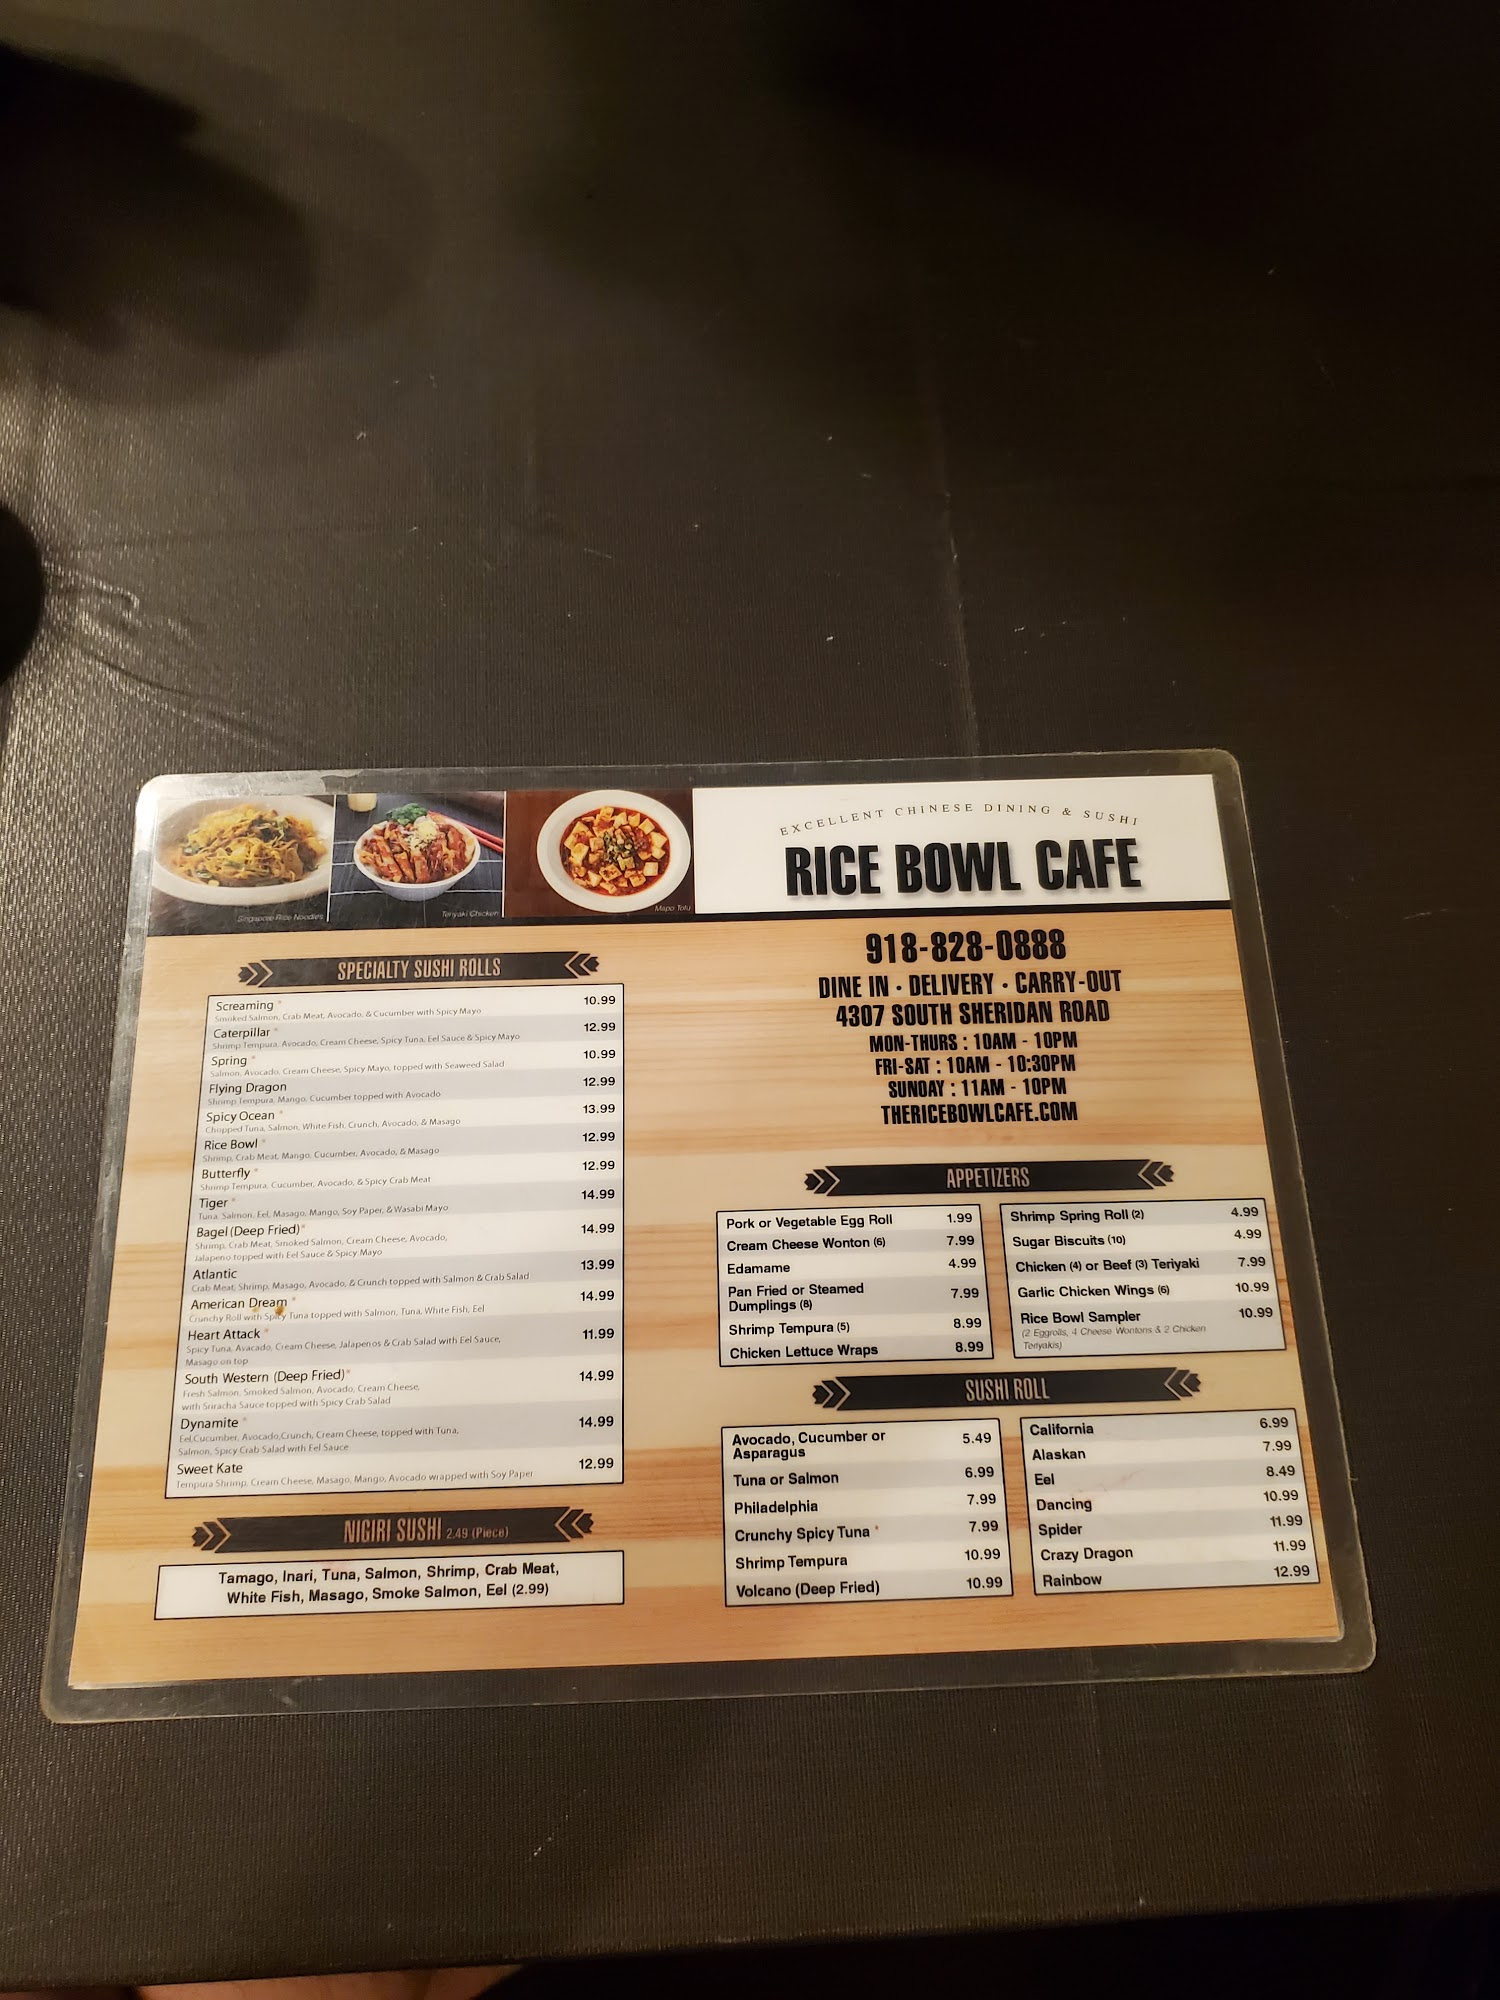 Singapore Rice Noodles
Teriyaki Chicken
Mapo Tofu
EXCELLENT CHINESE DINING & SUSHI
RICE BOWL CAFE
SPECIALTY SUSHI ROLLS
Screaming * 10.99
Smoked Salmon, Crab Meat, Avocado, & Cucumber with Spicy Mayo
Caterpillar * 12.99
Shrimp Tempura, Avocado, Cream Cheese, Spicy Tuna, Eel Sauce & Spicy Mayo
Spring * 10.99
Salmon, Avocado, Cream Cheese, Spicy Mayo, topped with Seaweed Salad
Flying Dragon 12.99
Shrimp Tempura, Mango, Cucumber topped with Avocado
Spicy Ocean * 13.99
Chopped Tuna, Salmon, White Fish, Crunch, Avocado, & Masago
Rice Bowl * 12.99
Shrimp, Crab Meat, Mango, Cucumber, Avocado, & Masago
Butterfly * 12.99
Shrimp Tempura, Cucumber, Avocado, & Spicy Crab Meat
Tiger * 14.99
Tuna, Salmon, Eel, Masago, Mango, Soy Paper, & Wasabi Mayo
Bagel (Deep Fried) * 14.99
Shrimp, Crab Meat, Smoked Salmon, Cream Cheese, Avocado,
Jalapeno topped with Eel Sauce & Spicy Mayo
Atlantic 13.99
Crab Meat, Shrimp, Masago, Avocado, & Crunch topped with Salmon & Crab Salad
American Dream * 14.99
Crunchy Roll with Spicy Tuna topped with Salmon, Tuna, White Fish, Eel
Heart Attack * 11.99
Spicy Tuna, Avacado, Cream Cheese, Jalapenos & Crab Salad with Eel Sauce,
Masago on top
South Western (Deep Fried) * 14.99
Fresh Salmon, Smoked Salmon, Avocado, Cream Cheese,
with Sriracha Sauce topped with Spicy Crab Salad
Dynamite * 14.99
Eel,Cucumber, Avocado,Crunch, Cream Cheese, topped with Tuna,
Salmon, Spicy Crab Salad with Eel Sauce
Sweet Kate 12.99
Tempura Shrimp, Cream Cheese, Masago, Mango, Avocado wrapped with Soy Paper
NIGIRI SUSHI 2.49 (Piece)
Tamago, Inari, Tuna, Salmon, Shrimp, Crab Meat,
White Fish, Masago, Smoke Salmon, Eel (2.99)
918-828-0888
DINE IN · DELIVERY · CARRY-OUT
4307 SOUTH SHERIDAN ROAD
MON-THURS : 10AM - 10PM
FRI-SAT : 10AM - 10:30PM
SUNDAY : 11AM - 10PM
THERICEBOWLCAFE.COM
APPETIZERS
Pork or Vegetable Egg Roll 1.99
Cream Cheese Wonton (6) 7.99
Edamame 4.99
Pan Fried or Steamed
Dumplings (8) 7.99
Shrimp Tempura (5) 8.99
Chicken Lettuce Wraps 8.99
Shrimp Spring Roll (2) 4.99
Sugar Biscuits (10) 4.99
Chicken (4) or Beef (3) Teriyaki 7.99
Garlic Chicken Wings (6) 10.99
Rice Bowl Sampler 10.99
(2 Eggrolls, 4 Cheese Wontons & 2 Chicken
Teriyakis)
SUSHI ROLL
Avocado, Cucumber or
Asparagus 5.49
Tuna or Salmon 6.99
Philadelphia 7.99
Crunchy Spicy Tuna * 7.99
Shrimp Tempura 10.99
Volcano (Deep Fried) 10.99
California 6.99
Alaskan 7.99
Eel 8.49
Dancing 10.99
Spider 11.99
Crazy Dragon 11.99
Rainbow 12.99